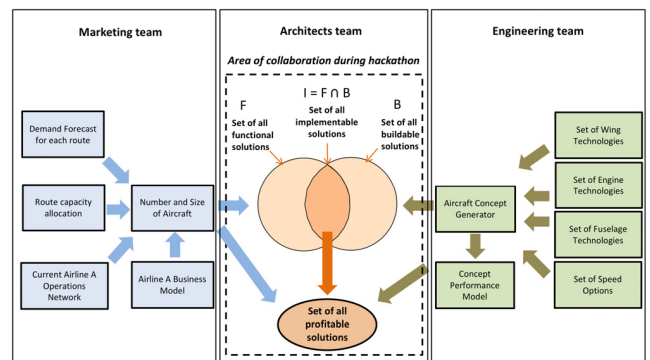 Marketing team
Demand Forecast
for each route
Route capacity
allocation
Number and Size
of Aircraft
Current Airline A
Operations
Network
Airline A Business
Model
Architects team
Area of collaboration during hackathon
I = F ∩ B
F
Set of all
functional
solutions
Set of all
implementable
solutions
B
Set of all
buildable
solutions
Set of all
profitable
solutions
Engineering team
Set of Wing
Technologies
Set of Engine
Technologies
Aircraft Concept
Generator
Set of Fuselage
Technologies
Concept
Performance
Model
Set of Speed
Options